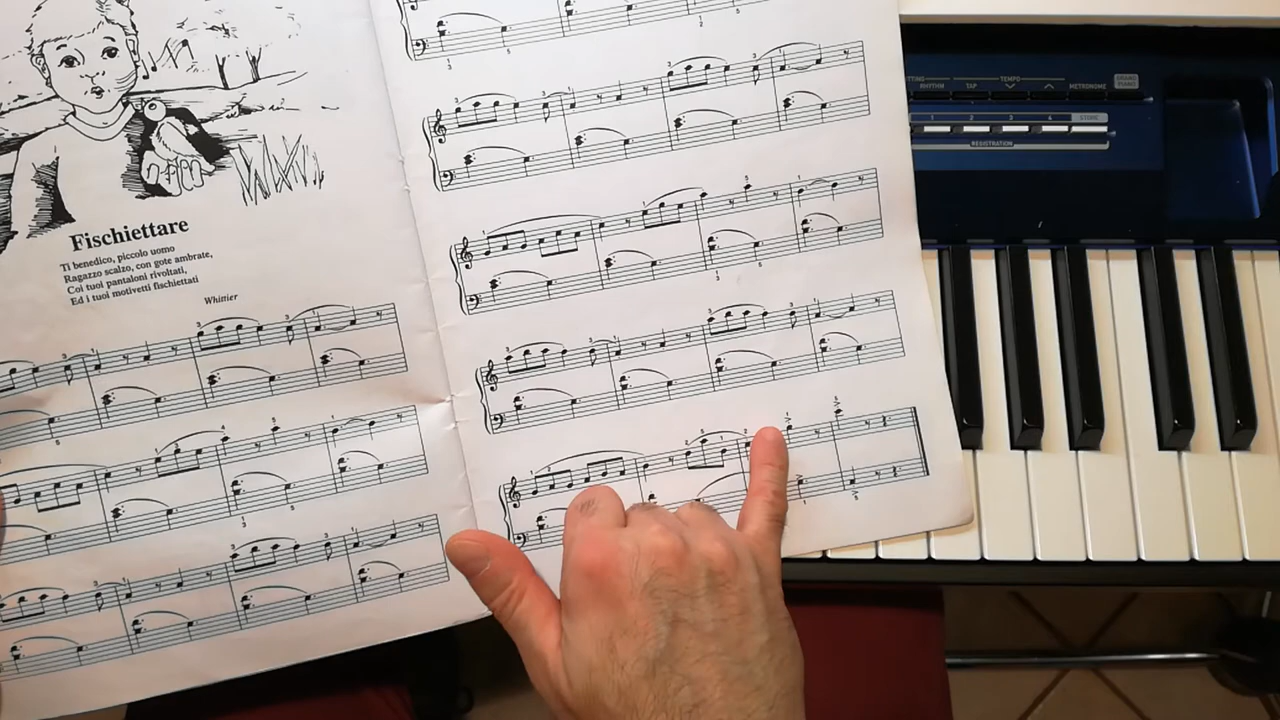 Fischiettare
Ti benedico, piccolo uomo
Ragazzo scalzo, con gote ambrate,
Coi tuoi pantaloni rivoltati,
Ed i tuoi motivetti fischiettati
Whittier
RHYTHM
TEMPO
TAP
METRONOME
GRAND PIANO
1 2 3 4 STORE
REGISTRATION